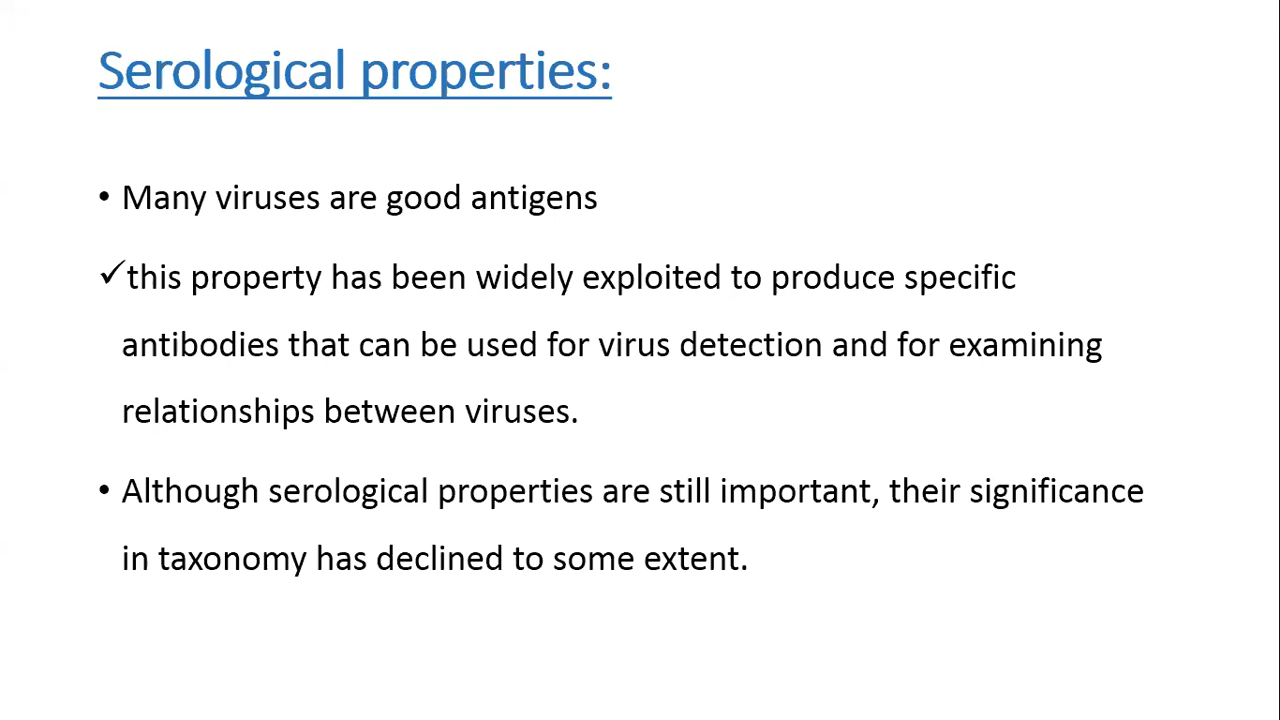 Serological properties:
• Many viruses are good antigens
✓this property has been widely exploited to produce specific
antibodies that can be used for virus detection and for examining
relationships between viruses.
• Although serological properties are still important, their significance
in taxonomy has declined to some extent.